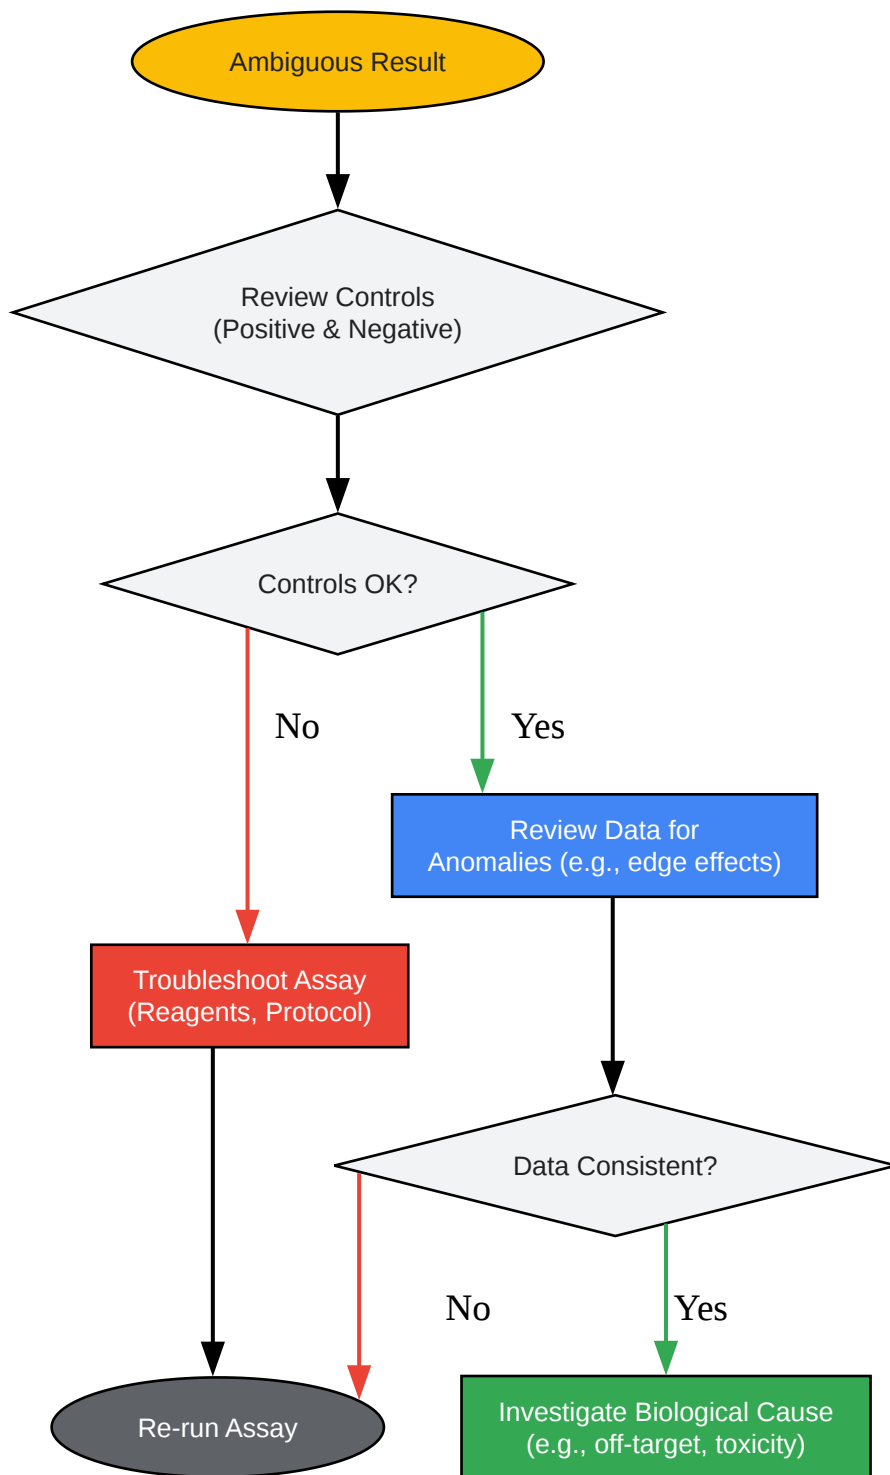 Ambiguous Result
Review Controls
(Positive & Negative)
Controls OK?
No
Yes
Review Data for
Anomalies (e.g., edge effects)
Troubleshoot Assay
(Reagents, Protocol)
Data Consistent?
No
Yes
Re-run Assay
Investigate Biological Cause
(e.g., off-target, toxicity)